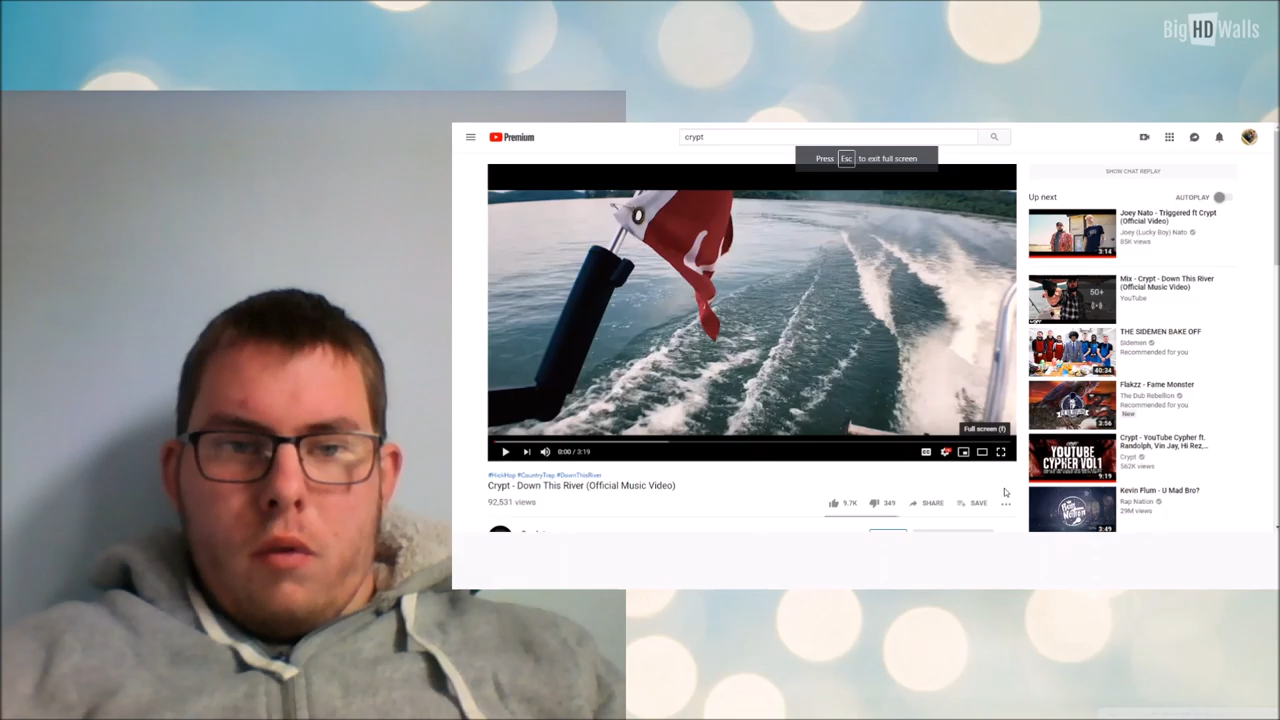 Big HD Walls
Premium
crypt
Press Esc to exit full screen
SHOW CHAT REPLAY
Up next
AUTOPLAY
Joey Nato - Triggered ft Crypt
(Official Video)
Joey (Lucky Boy) Nato
85K views
3:14
Mix - Crypt - Down This River
(Official Music Video)
YouTube
50+
THE SIDEMEN BAKE OFF
Sidemen
Recommended for you
40:34
Flakzz - Fame Monster
The Dub Rebellion
Recommended for you
New
3:56
Crypt - YouTube Cypher ft.
Randolph, Vin Jay, Hi Rez,...
Crypt
562K views
YOUTUBE
CYPHER VOL1
9:19
Kevin Flum - U Mad Bro?
Rap Nation
29M views
3:49
Full screen (f)
0:00 / 3:19
#HickHop #CountryTrap #DownThisRiver
Crypt - Down This River (Official Music Video)
92,531 views
9.7K
349
SHARE
SAVE